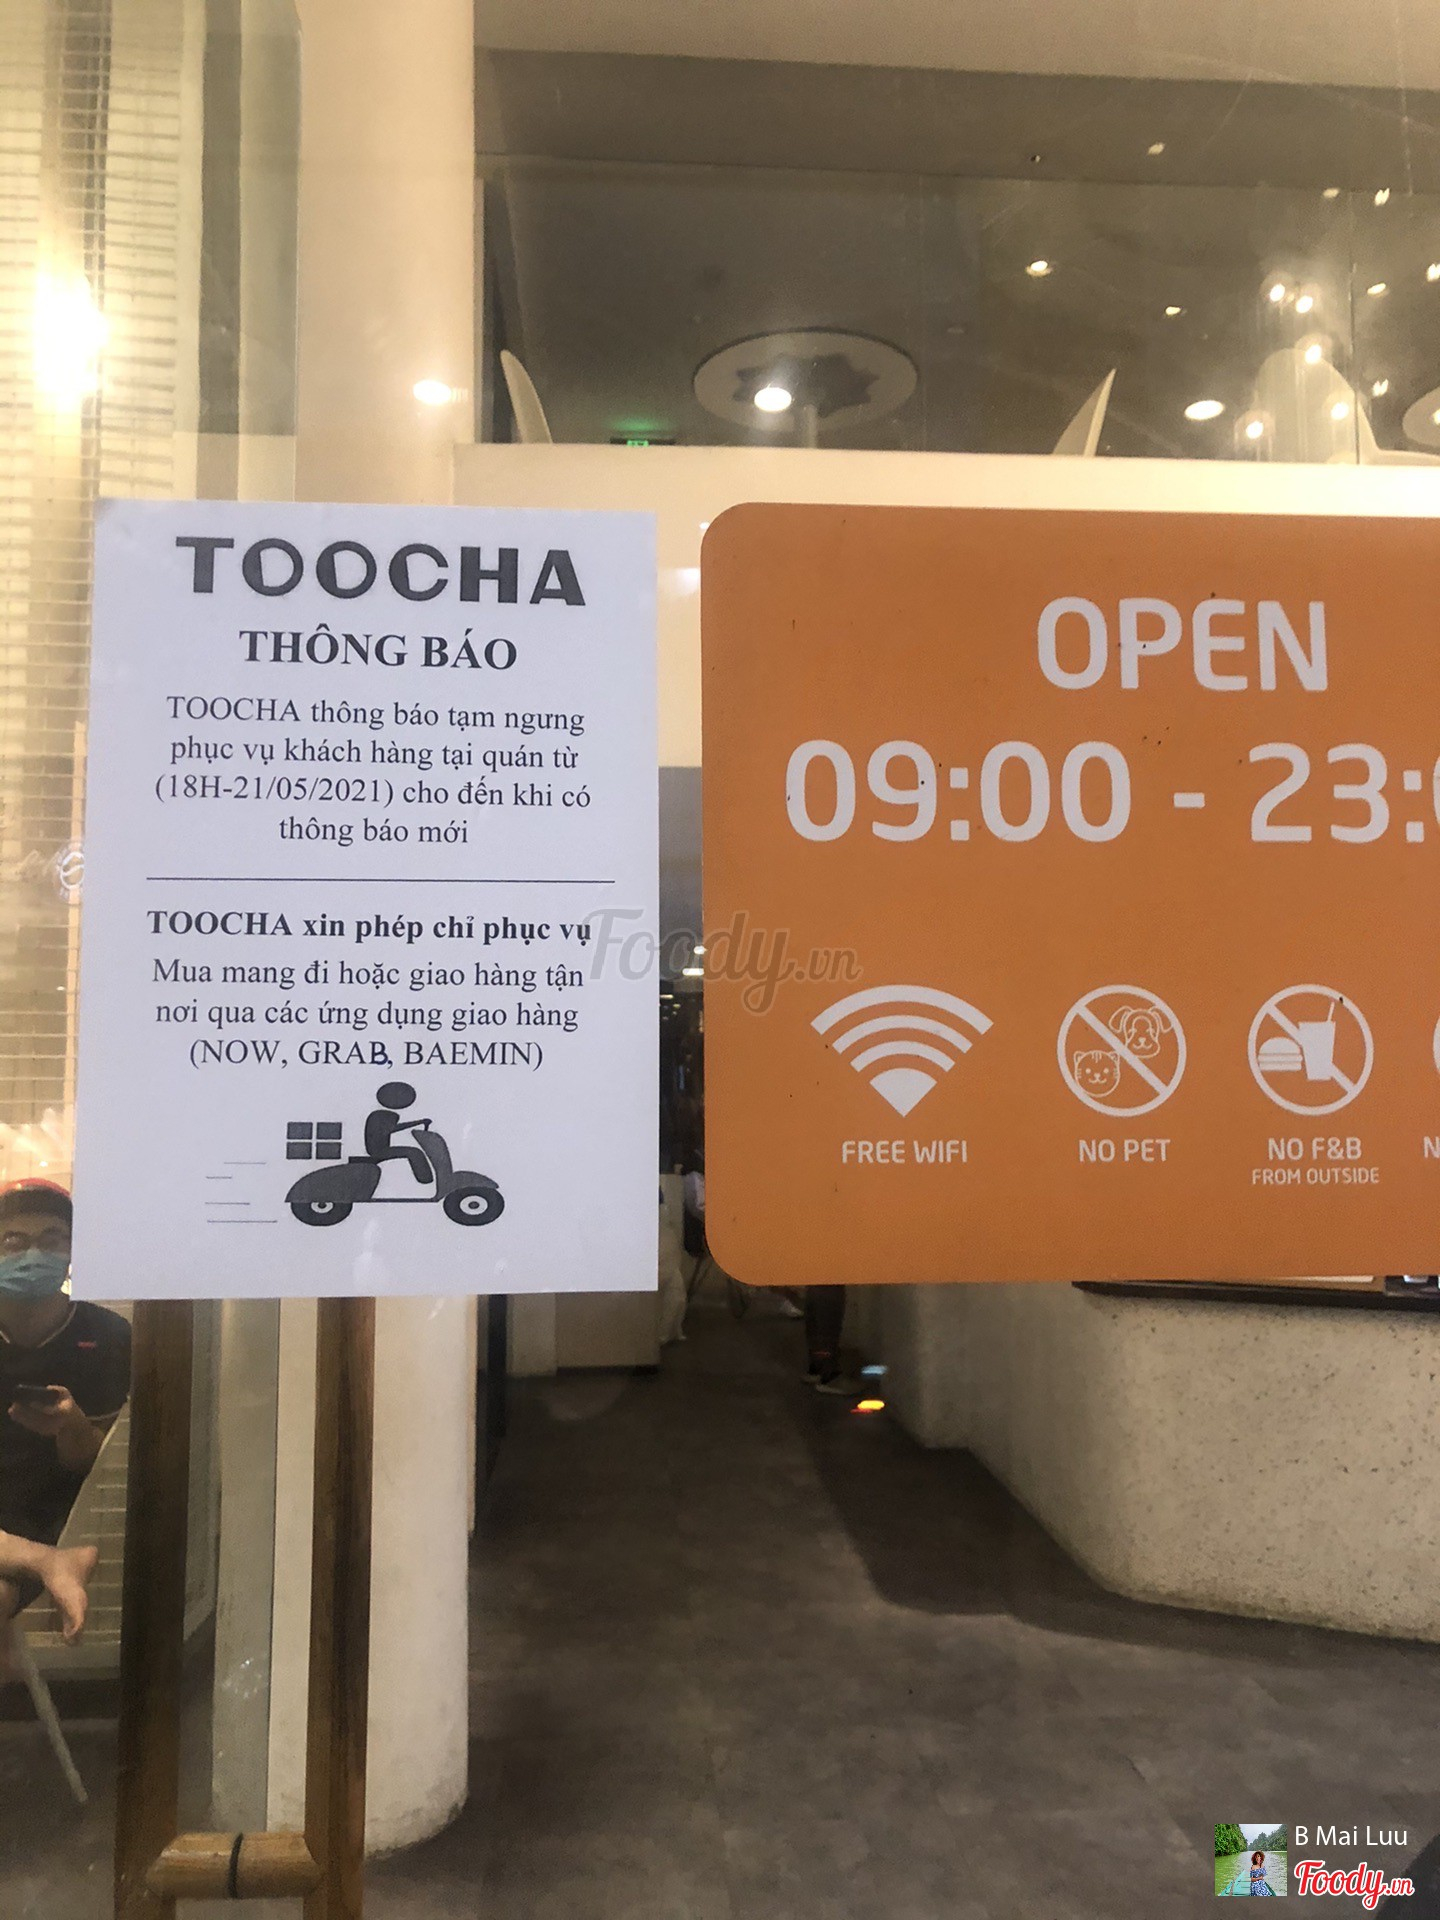 TOOCHA
THÔNG BÁO
TOOCHA thông báo tạm ngưng
phục vụ khách hàng tại quán từ
(18H-21/05/2021) cho đến khi có
thông báo mới
TOOCHA xin phép chỉ phục vụ
Mua mang đi hoặc giao hàng tận
nơi qua các ứng dụng giao hàng
(NOW, GRAB, BAEMIN)
OPEN
09:00 - 23:
FREE WIFI
NO PET
NO F&B
FROM OUTSIDE
N
Foody.vn
B Mai Luu
Foody.vn